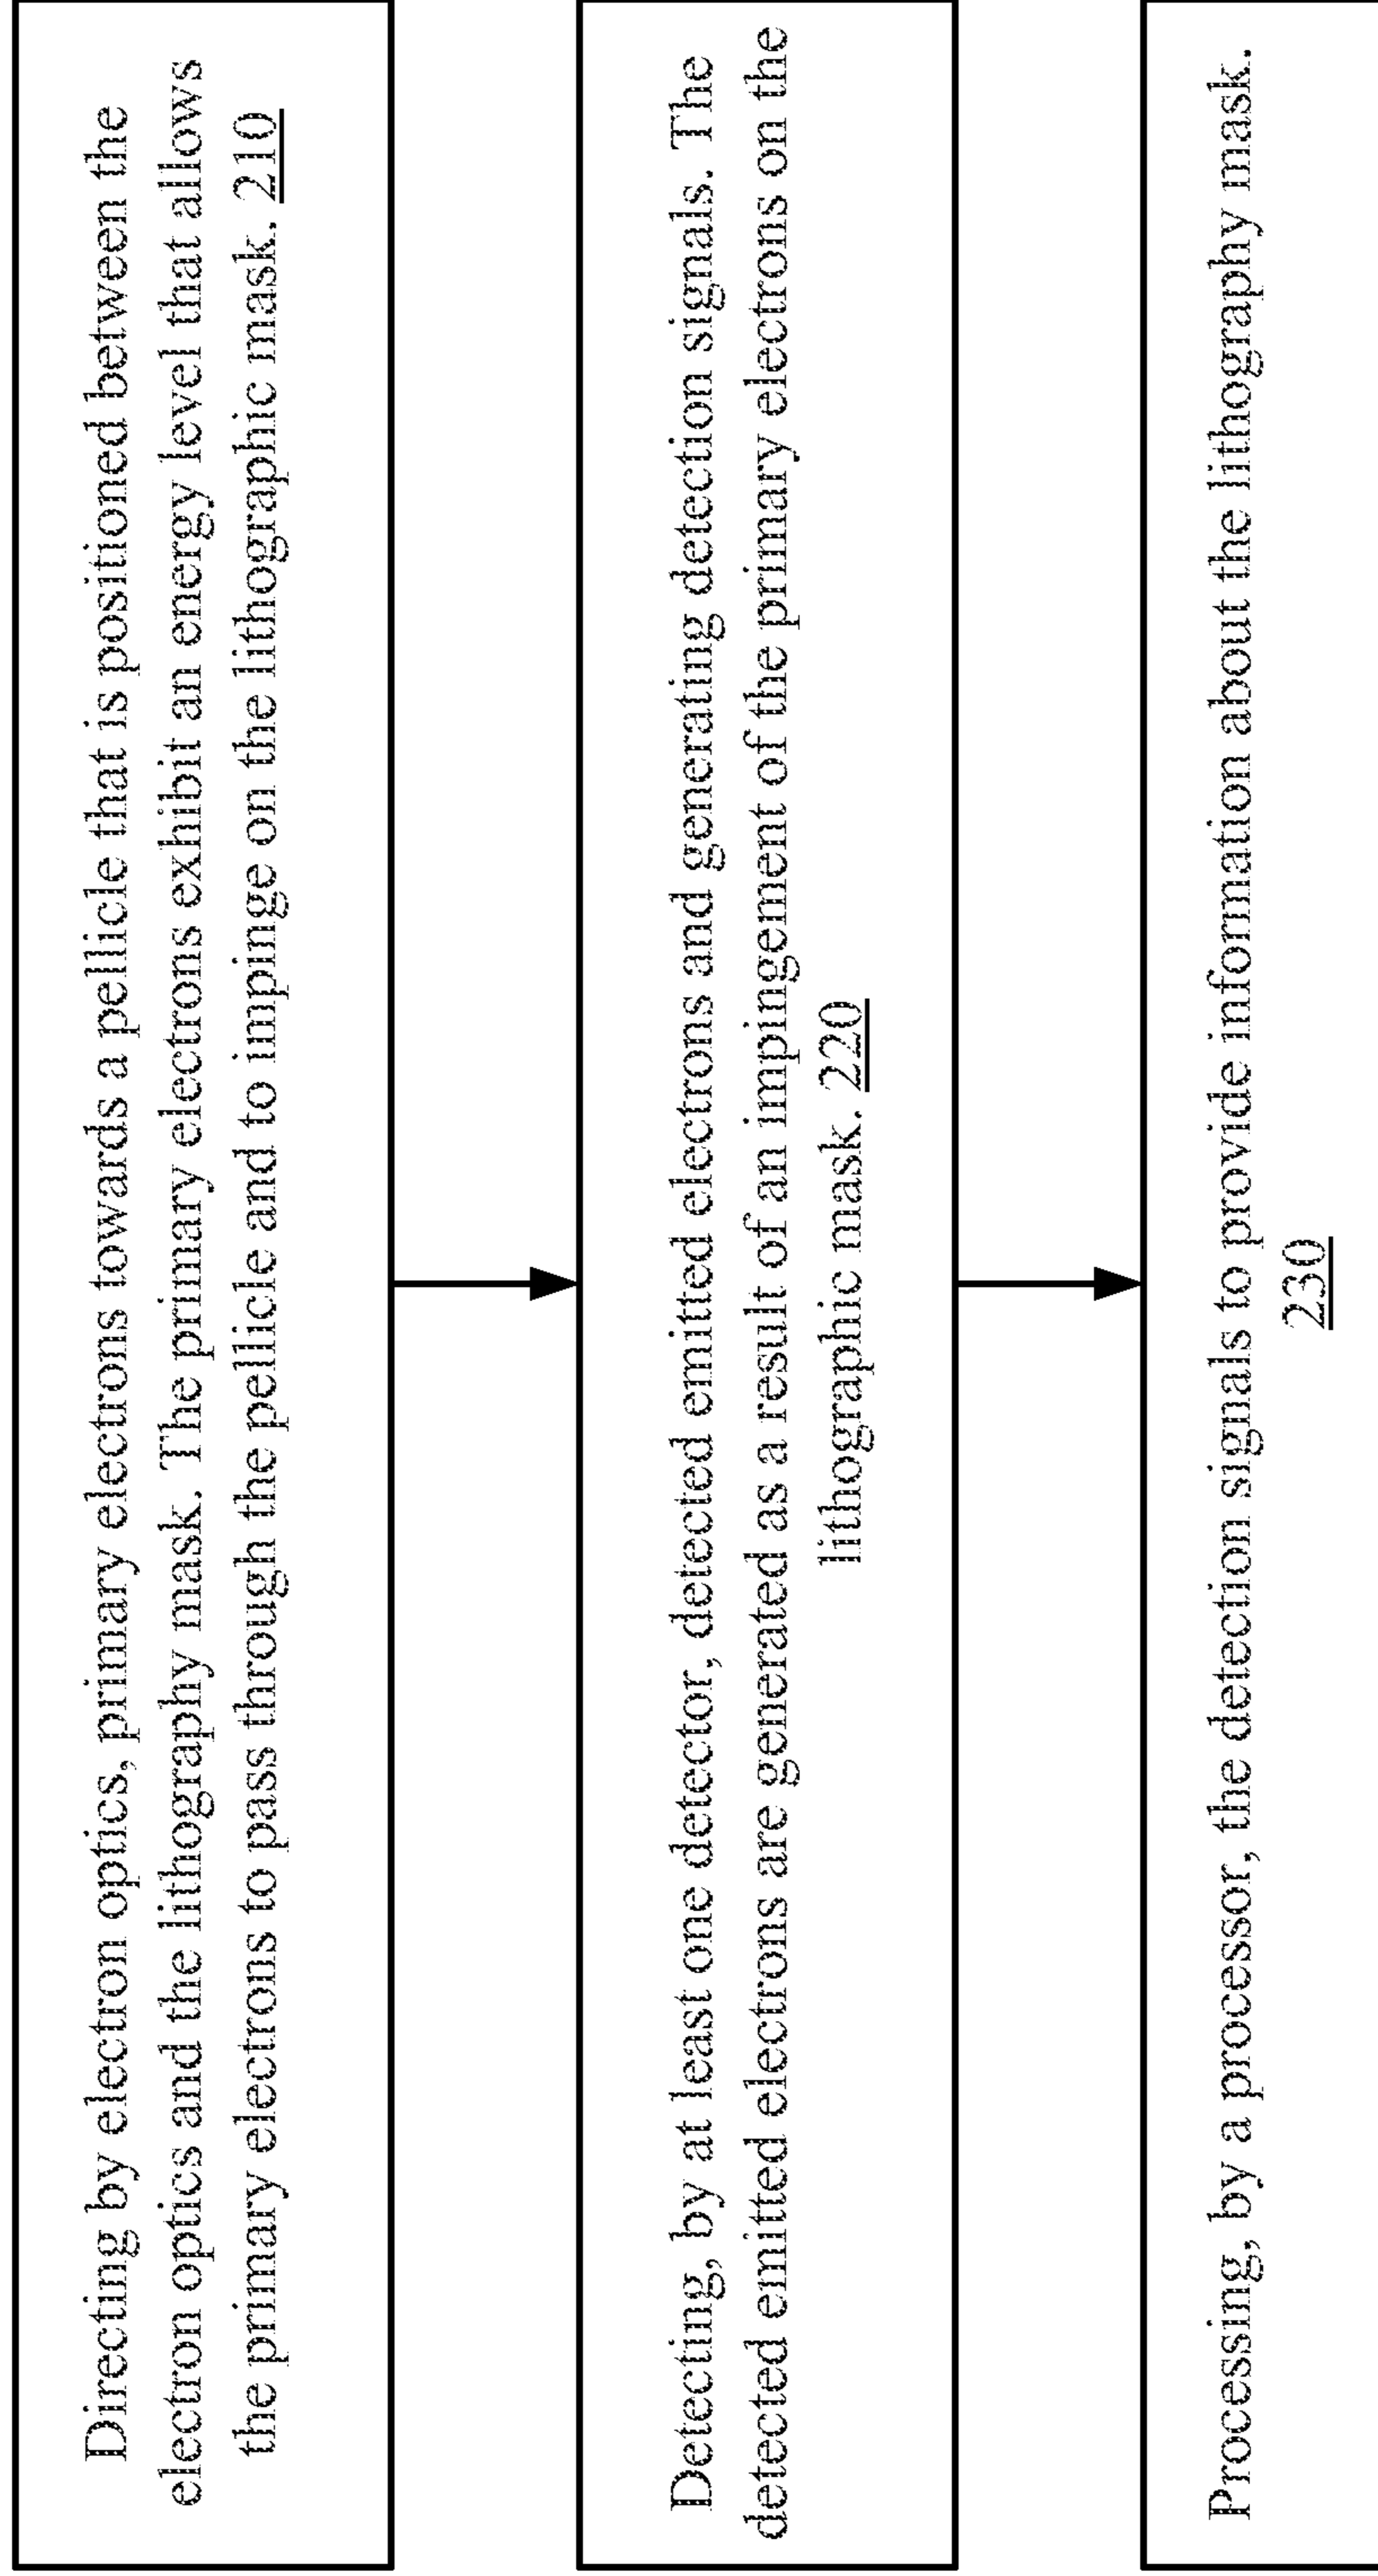 Directing by electron optics, primary electrons towards a pellicle that is positioned between the
electron optics and the lithography mask. The primary electrons exhibit an energy level that allows
the primary electrons to pass through the pellicle and to impinge on the lithographic mask. 210
Detecting, by at least one detector, detected emitted electrons and generating detection signals. The
detected emitted electrons are generated as a result of an impingement of the primary electrons on the
lithographic mask. 220
Processing, by a processor, the detection signals to provide information about the lithography mask.
230